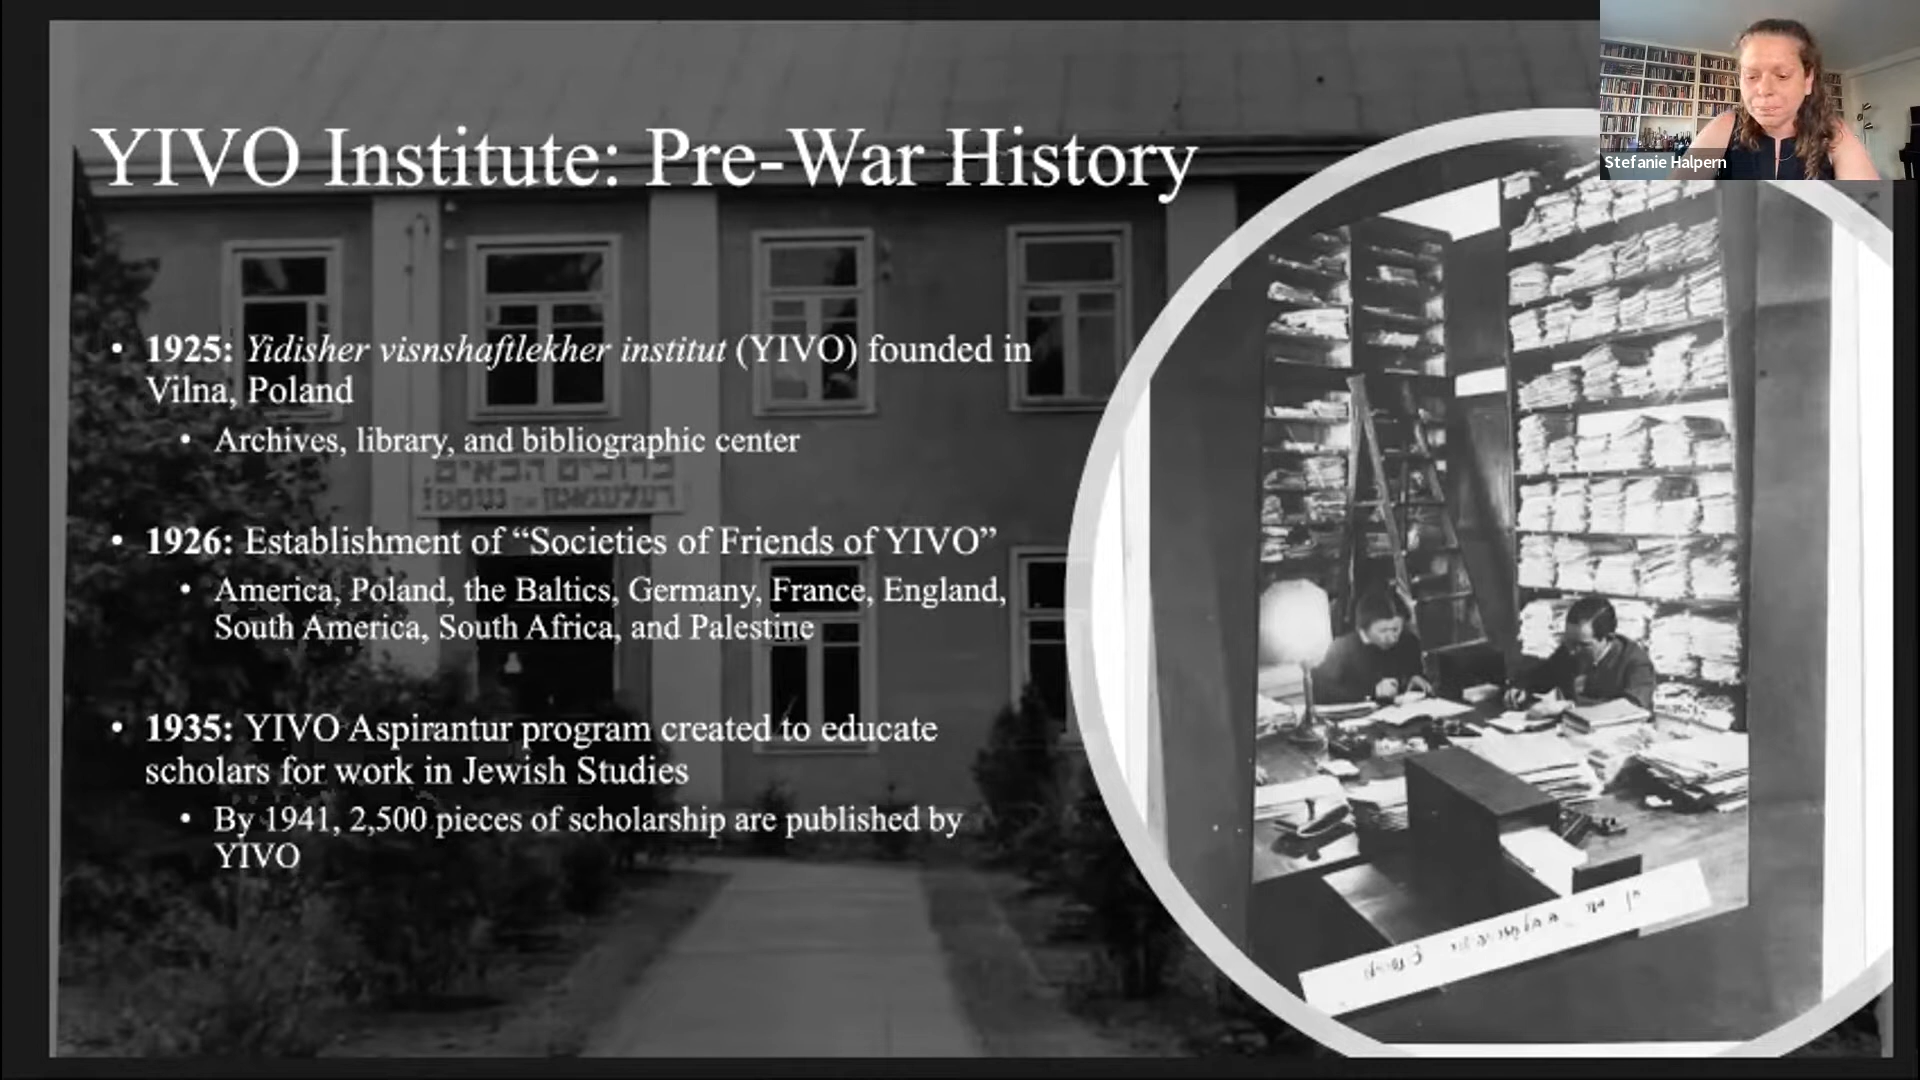 Stefanie Halpern
YIVO Institute: Pre-War History
• 1925: Yidisher visnshaftlekher institut (YIVO) founded in
Vilna, Poland
• Archives, library, and bibliographic center
ברוכים הבאים,
• 1926: Establishment of “Societies of Friends of YIVO”
• America, Poland, the Baltics, Germany, France, England,
South America, South Africa, and Palestine
• 1935: YIVO Aspirantur program created to educate
scholars for work in Jewish Studies
• By 1941, 2,500 pieces of scholarship are published by
YIVO